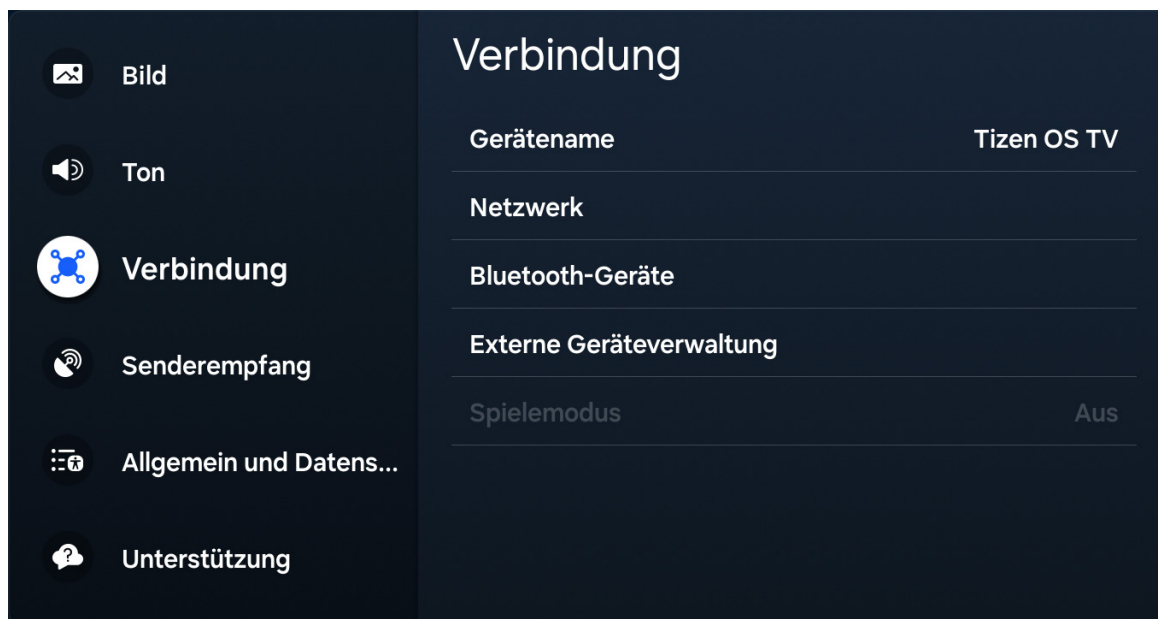 Bild
Ton
Verbindung
Senderempfang
Allgemein und Datens...
Unterstützung
Verbindung
Gerätename Tizen OS TV
Netzwerk
Bluetooth-Geräte
Externe Geräteverwaltung
Spielemodus Aus